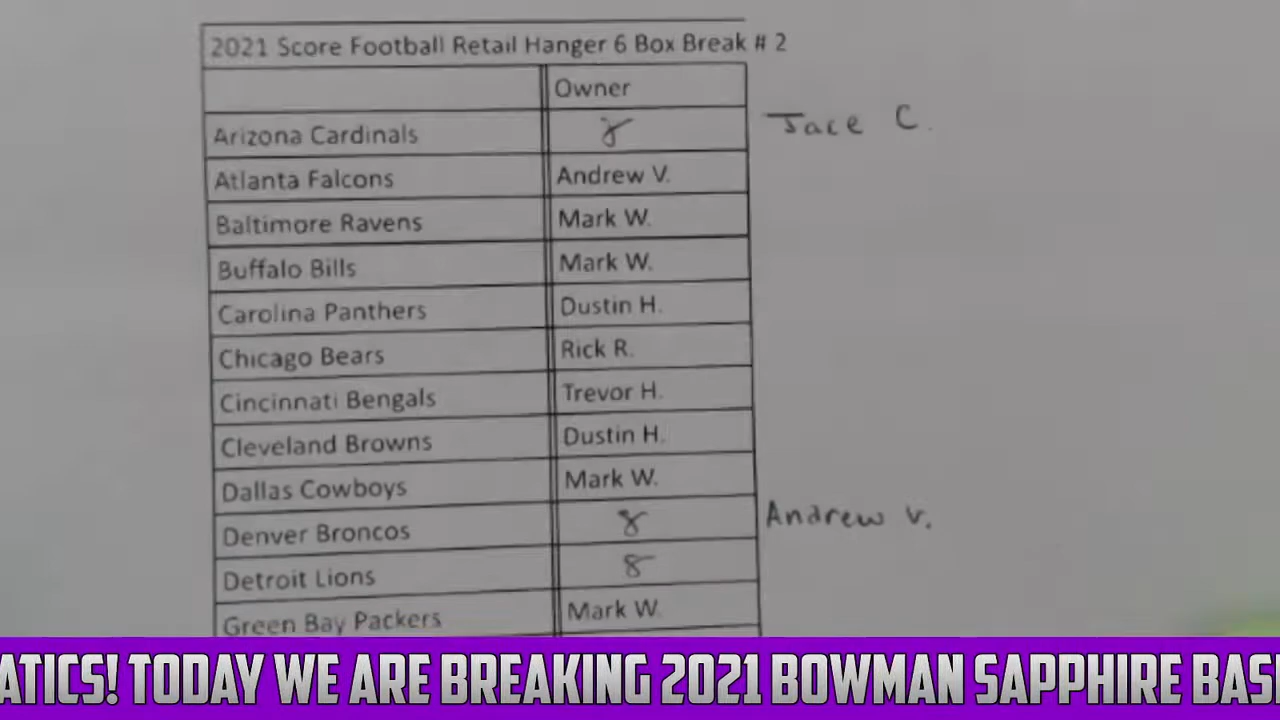 2021 Score Football Retail Hanger 6 Box Break # 2
Owner
Arizona Cardinals 8 Jace C.
Atlanta Falcons Andrew V.
Baltimore Ravens Mark W.
Buffalo Bills Mark W.
Carolina Panthers Dustin H.
Chicago Bears Rick R.
Cincinnati Bengals Trevor H.
Cleveland Browns Dustin H.
Dallas Cowboys Mark W.
Denver Broncos 8 Andrew V.
Detroit Lions 8
Green Bay Packers Mark W.
ATICS! TODAY WE ARE BREAKING 2021 BOWMAN SAPPHIRE BAS